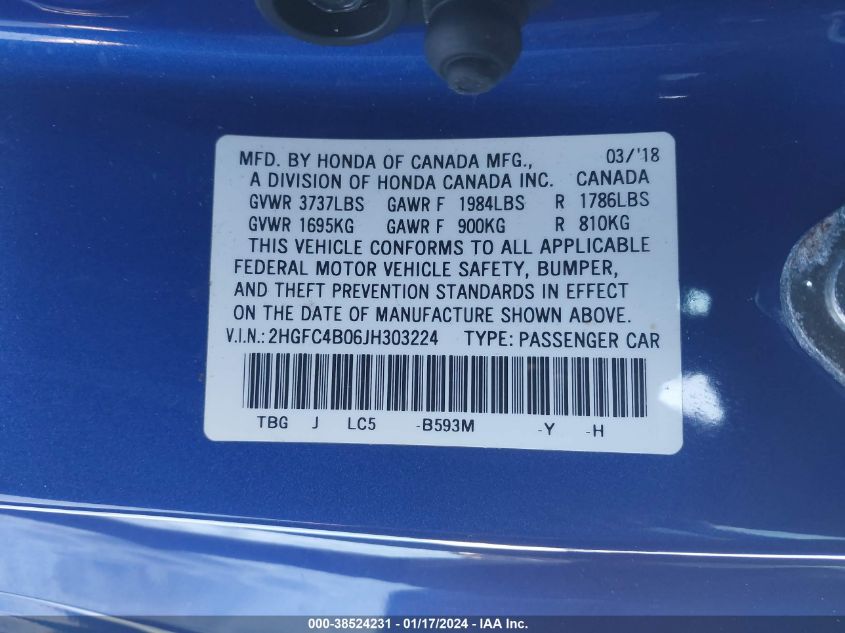 MFD. BY HONDA OF CANADA MFG., 03/'18
A DIVISION OF HONDA CANADA INC. CANADA
GVWR 3737LBS GAWR F 1984LBS R 1786LBS
GVWR 1695KG GAWR F 900KG R 810KG
THIS VEHICLE CONFORMS TO ALL APPLICABLE
FEDERAL MOTOR VEHICLE SAFETY, BUMPER,
AND THEFT PREVENTION STANDARDS IN EFFECT
ON THE DATE OF MANUFACTURE SHOWN ABOVE.
V.I.N.: 2HGFC4B06JH303224 TYPE: PASSENGER CAR
TBG J LC5 -B593M -Y -H
000-38524231 - 01/17/2024 - IAA Inc.